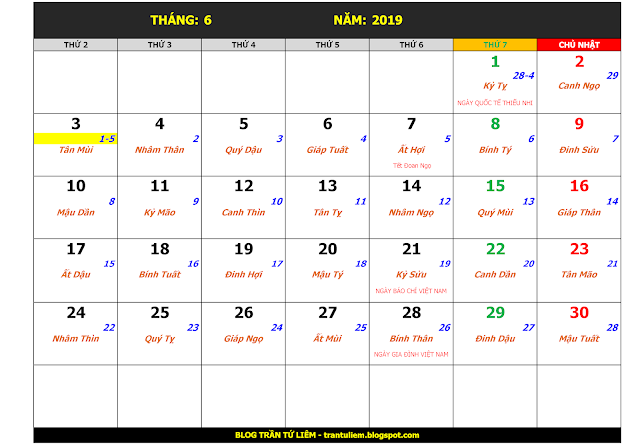 THÁNG: 6 NĂM: 2019
THỨ 2 THỨ 3 THỨ 4 THỨ 5 THỨ 6 THỨ 7 CHỦ NHẬT
1 2
28-4 29
Kỷ Tỵ Canh Ngọ
NGÀY QUỐC TẾ THIẾU NHI
3 4 5 6 7 8 9
1-5 2 3 4 5 6 7
Tân Mùi Nhâm Thân Quý Dậu Giáp Tuất Ất Hợi Bính Tý Đinh Sửu
Tết Đoan Ngọ
10 11 12 13 14 15 16
8 9 10 11 12 13 14
Mậu Dần Kỷ Mão Canh Thìn Tân Tỵ Nhâm Ngọ Quý Mùi Giáp Thân
17 18 19 20 21 22 23
15 16 17 18 19 20 21
Ất Dậu Bính Tuất Đinh Hợi Mậu Tý Kỷ Sửu Canh Dần Tân Mão
NGÀY BÁO CHÍ VIỆT NAM
24 25 26 27 28 29 30
22 23 24 25 26 27 28
Nhâm Thìn Quý Tỵ Giáp Ngọ Ất Mùi Bính Thân Đinh Dậu Mậu Tuất
NGÀY GIA ĐÌNH VIỆT NAM
BLOG TRẦN TỨ LIÊM - trantuliem.blogspot.com